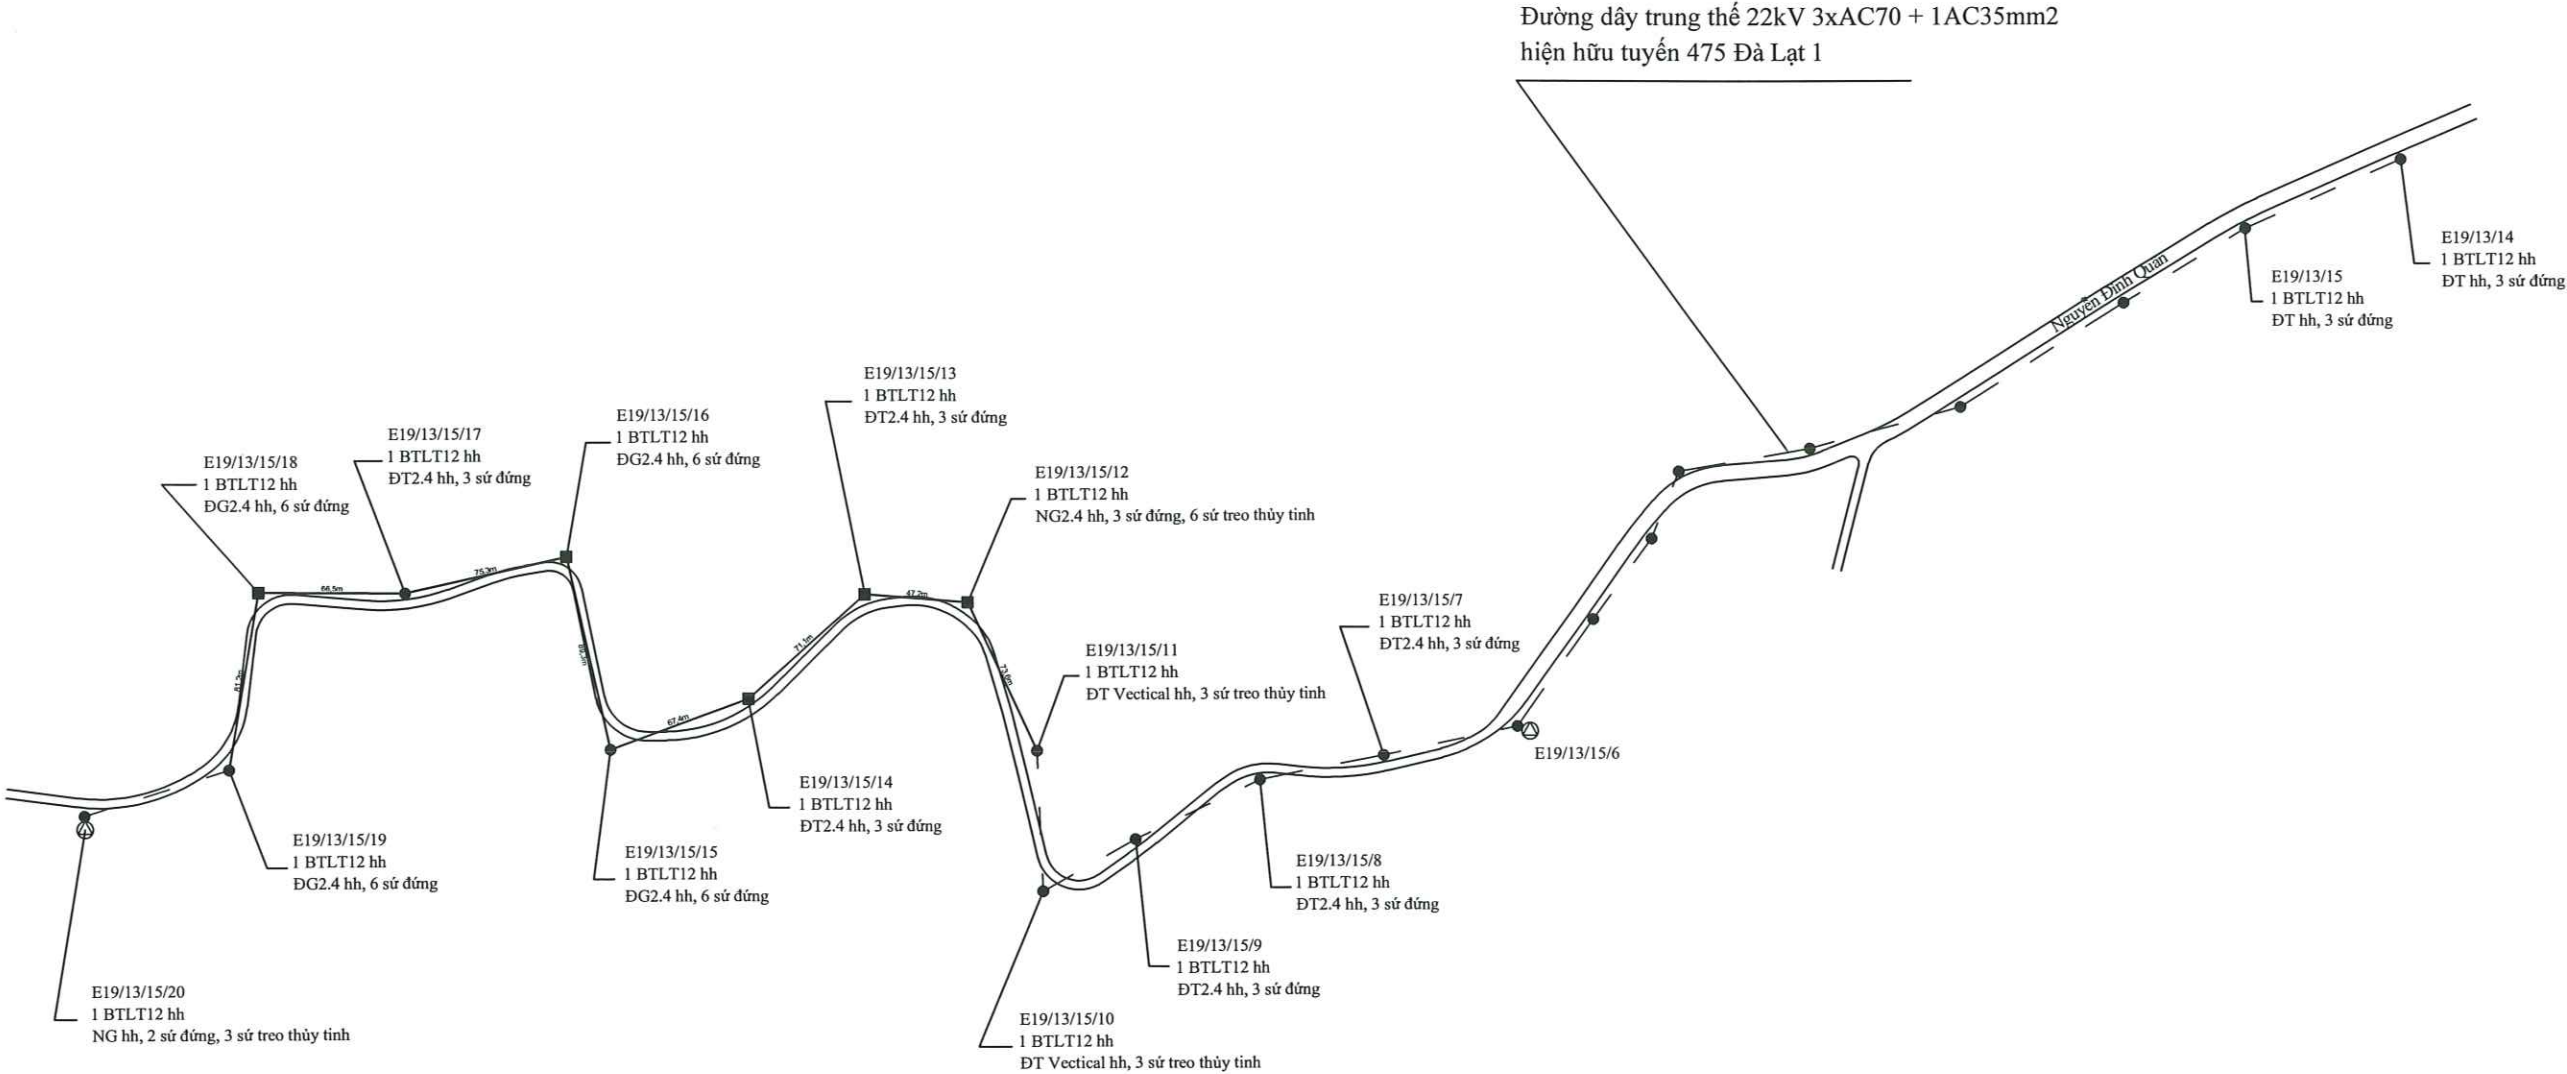 Đường dây trung thế 22kV 3xAC70 + 1AC35mm2
hiện hữu tuyến 475 Đà Lạt 1
E19/13/14
1 BTLT12 hh
ĐT hh, 3 sứ đứng
E19/13/15
1 BTLT12 hh
ĐT hh, 3 sứ đứng
Nguyễn Đình Quân
E19/13/15/13
1 BTLT12 hh
ĐT2.4 hh, 3 sứ đứng
E19/13/15/16
1 BTLT12 hh
ĐG2.4 hh, 6 sứ đứng
E19/13/15/17
1 BTLT12 hh
ĐT2.4 hh, 3 sứ đứng
E19/13/15/18
1 BTLT12 hh
ĐG2.4 hh, 6 sứ đứng
E19/13/15/12
1 BTLT12 hh
NG2.4 hh, 3 sứ đứng, 6 sứ treo thủy tinh
66,5m
75,3m
69,3m
71,1m
47,2m
73,6m
67,4m
81,2m
E19/13/15/7
1 BTLT12 hh
ĐT2.4 hh, 3 sứ đứng
E19/13/15/11
1 BTLT12 hh
ĐT Vectical hh, 3 sứ treo thủy tinh
E19/13/15/6
E19/13/15/14
1 BTLT12 hh
ĐT2.4 hh, 3 sứ đứng
E19/13/15/19
1 BTLT12 hh
ĐG2.4 hh, 6 sứ đứng
E19/13/15/15
1 BTLT12 hh
ĐG2.4 hh, 6 sứ đứng
E19/13/15/8
1 BTLT12 hh
ĐT2.4 hh, 3 sứ đứng
E19/13/15/9
1 BTLT12 hh
ĐT2.4 hh, 3 sứ đứng
E19/13/15/20
1 BTLT12 hh
NG hh, 2 sứ đứng, 3 sứ treo thủy tinh
E19/13/15/10
1 BTLT12 hh
ĐT Vectical hh, 3 sứ treo thủy tinh